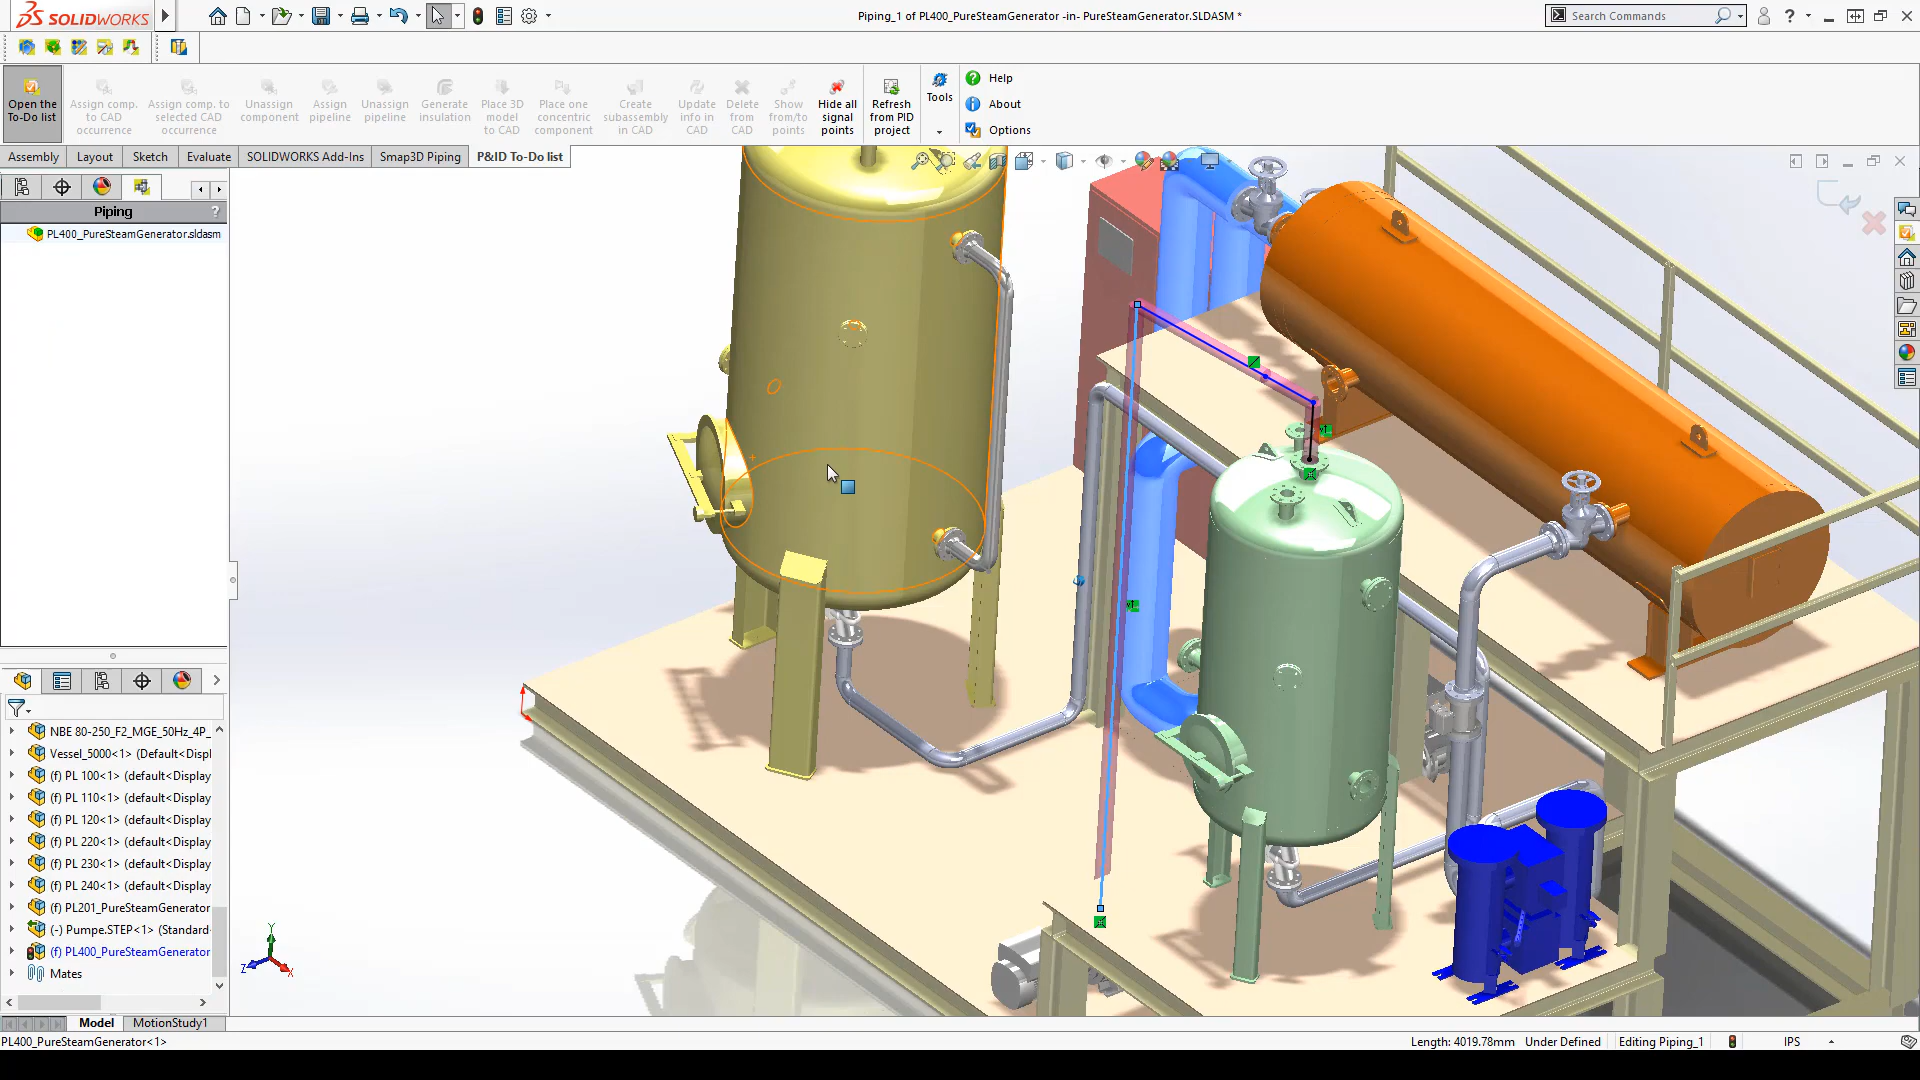 SOLIDWORKS
Piping_1 of PL400_PureSteamGenerator -in- PureSteamGenerator.SLDASM *
Search Commands
?
Open the
To-Do list
Assign comp.
to CAD
occurrence
Assign comp. to
selected CAD
occurrence
Unassign
component
Assign
pipeline
Unassign
pipeline
Generate
insulation
Place 3D
model
to CAD
Place one
concentric
component
Create
subassembly
in CAD
Update
info in
CAD
Delete
from
CAD
Show
from/to
points
Hide all
signal
points
Refresh
from PID
project
Tools
Help
About
Options
Assembly
Layout
Sketch
Evaluate
SOLIDWORKS Add-Ins
Smap3D Piping
P&ID To-Do list
Piping
?
PL400_PureSteamGenerator.sldasm
NBE 80-250_F2_MGE_50Hz_4P_
Vessel_5000<1> (Default<Displ
(f) PL 100<1> (default<Display
(f) PL 110<1> (default<Display
(f) PL 120<1> (default<Display
(f) PL 220<1> (default<Display
(f) PL 230<1> (default<Display
(f) PL 240<1> (default<Display
(f) PL201_PureSteamGenerator
(-) Pumpe.STEP<1> (Standard
(f) PL400_PureSteamGenerator
Mates
Y
Z
X
Model
MotionStudy1
PL400_PureSteamGenerator<1>
Length: 4019.78mm
Under Defined
Editing Piping_1
IPS